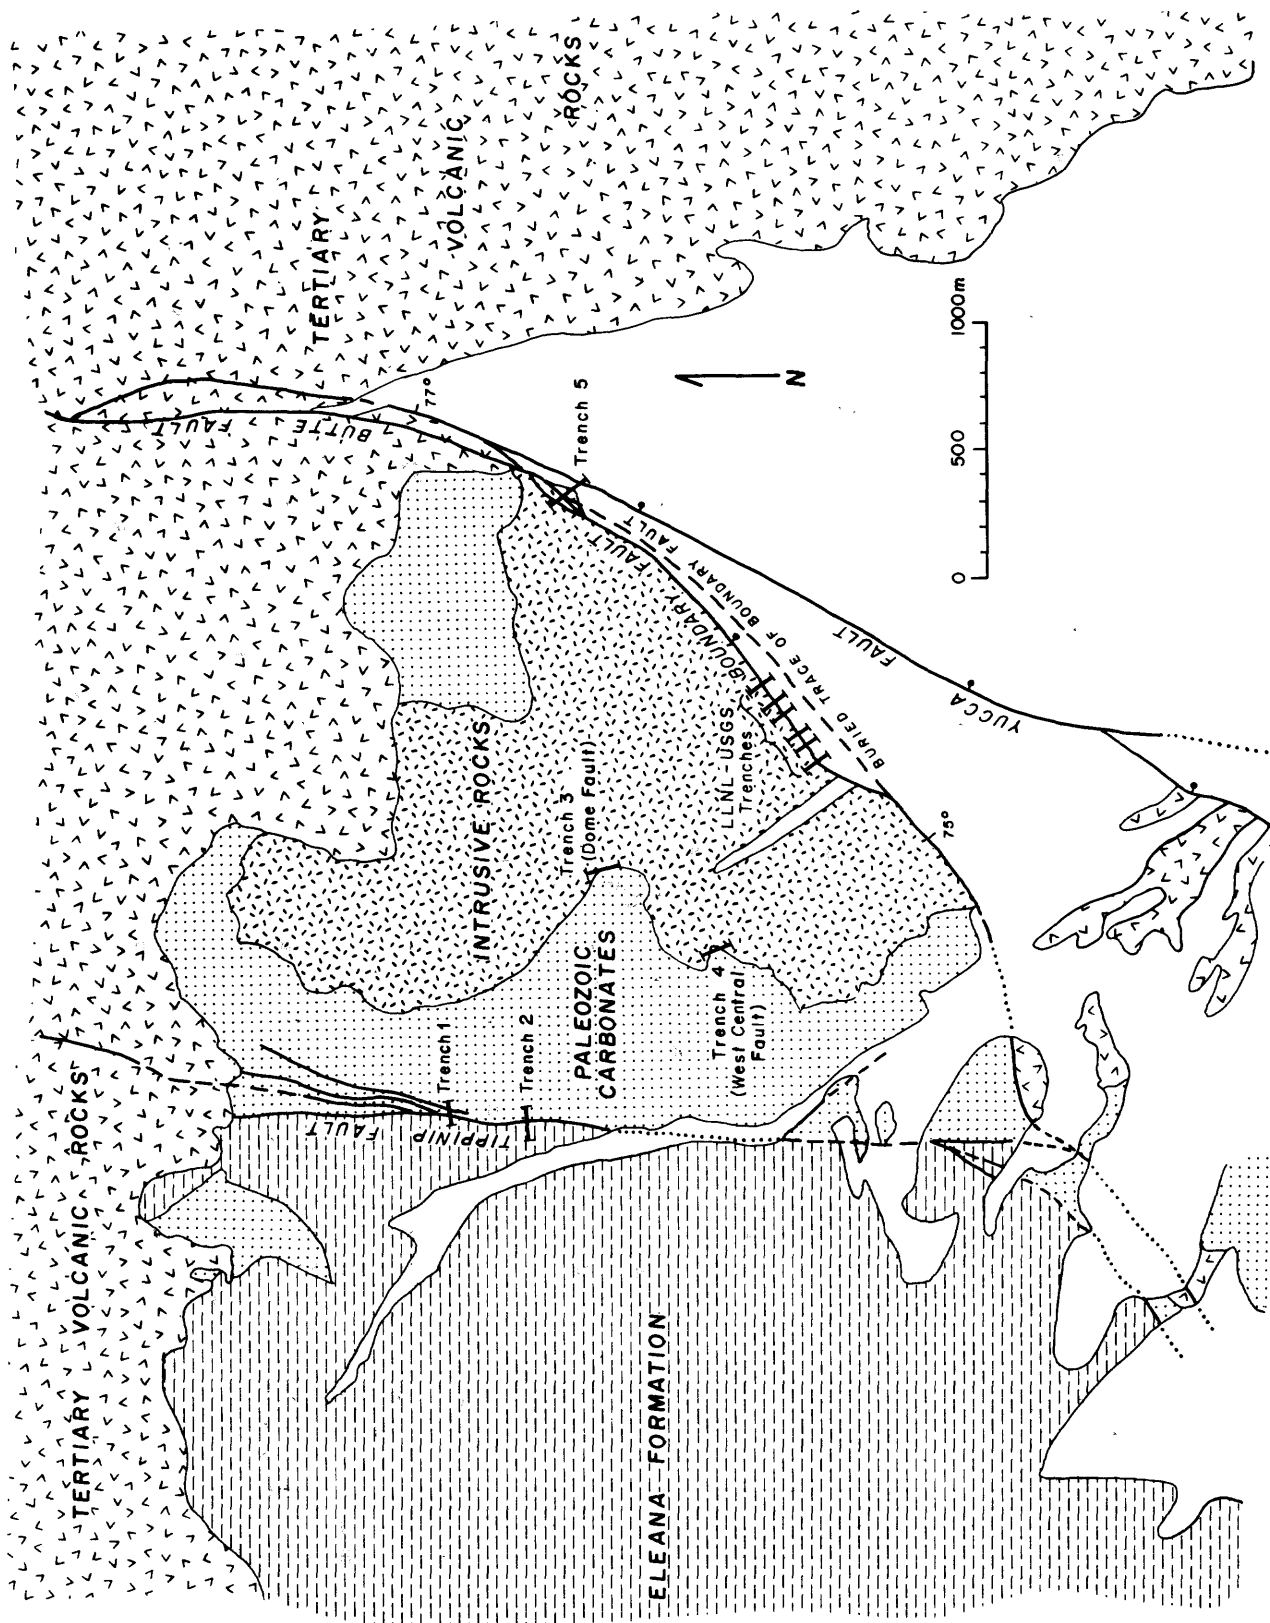 TERTIARY VOLCANIC ROCKS
TERTIARY VOLCANIC ROCKS
BUTTE FAULT
77°
Trench 5
N
0 500 1000m
BOUNDARY FAULT
BURIED TRACE OF BOUNDARY FAULT
YUCCA FAULT
75°
LLNL-USGS
Trenches
INTRUSIVE ROCKS
Trench 3
(Dome Fault)
PALEOZOIC
CARBONATES
Trench 4
(West Central
Fault)
Trench 1
Trench 2
TIPPINIP FAULT
ELEANA FORMATION